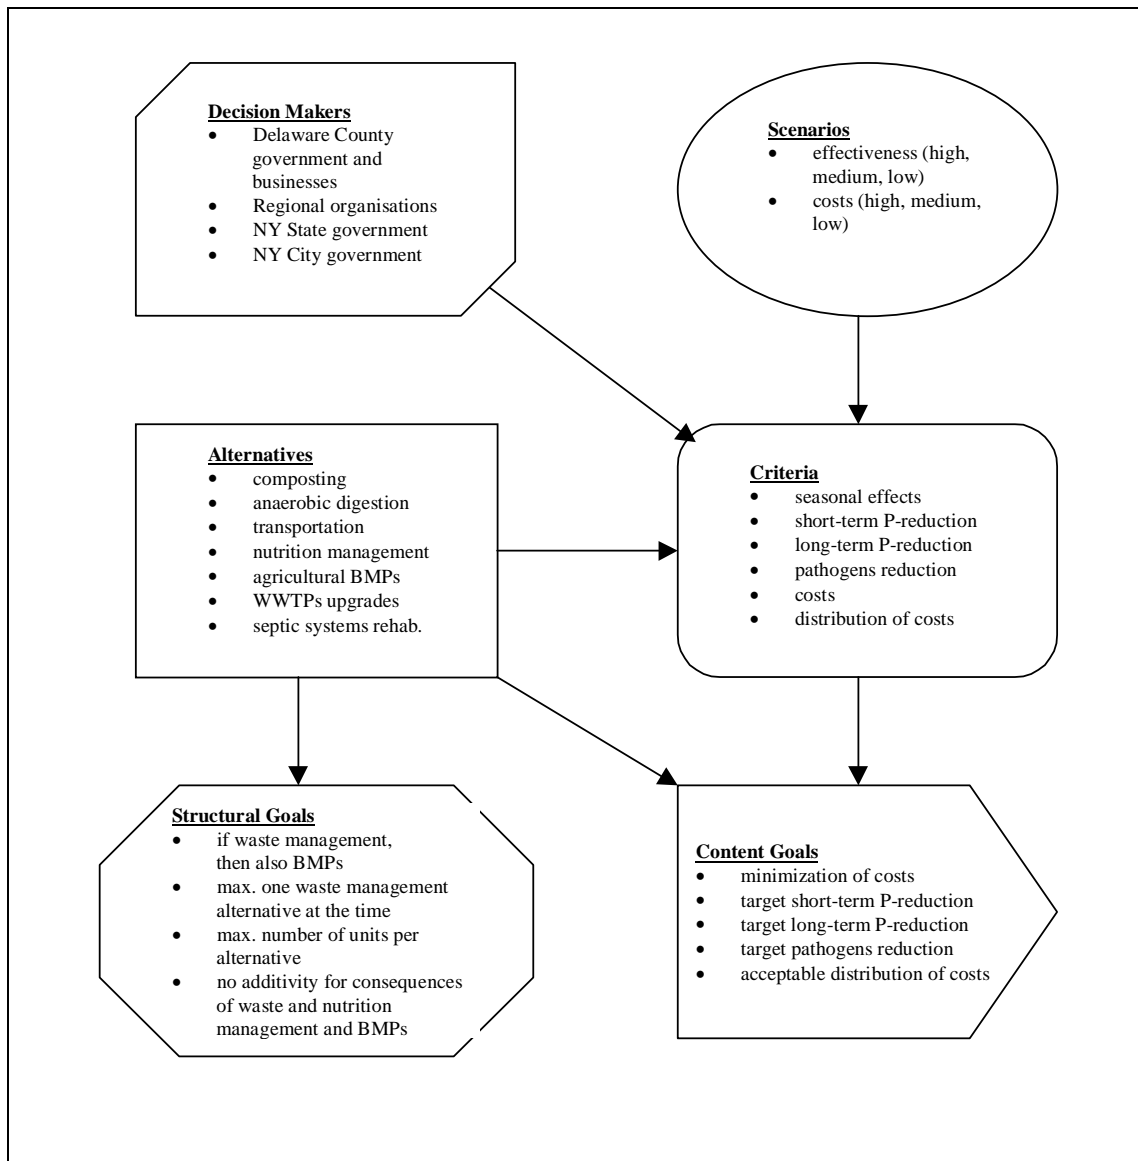 Decision Makers
• Delaware County
government and
businesses
• Regional organisations
• NY State government
• NY City government
Scenarios
• effectiveness (high,
medium, low)
• costs (high, medium,
low)
Alternatives
• composting
• anaerobic digestion
• transportation
• nutrition management
• agricultural BMPs
• WWTPs upgrades
• septic systems rehab.
Criteria
• seasonal effects
• short-term P-reduction
• long-term P-reduction
• pathogens reduction
• costs
• distribution of costs
Structural Goals
• if waste management,
then also BMPs
• max. one waste management
alternative at the time
• max. number of units per
alternative
• no additivity for consequences
of waste and nutrition
management and BMPs
Content Goals
• minimization of costs
• target short-term P-reduction
• target long-term P-reduction
• target pathogens reduction
• acceptable distribution of costs